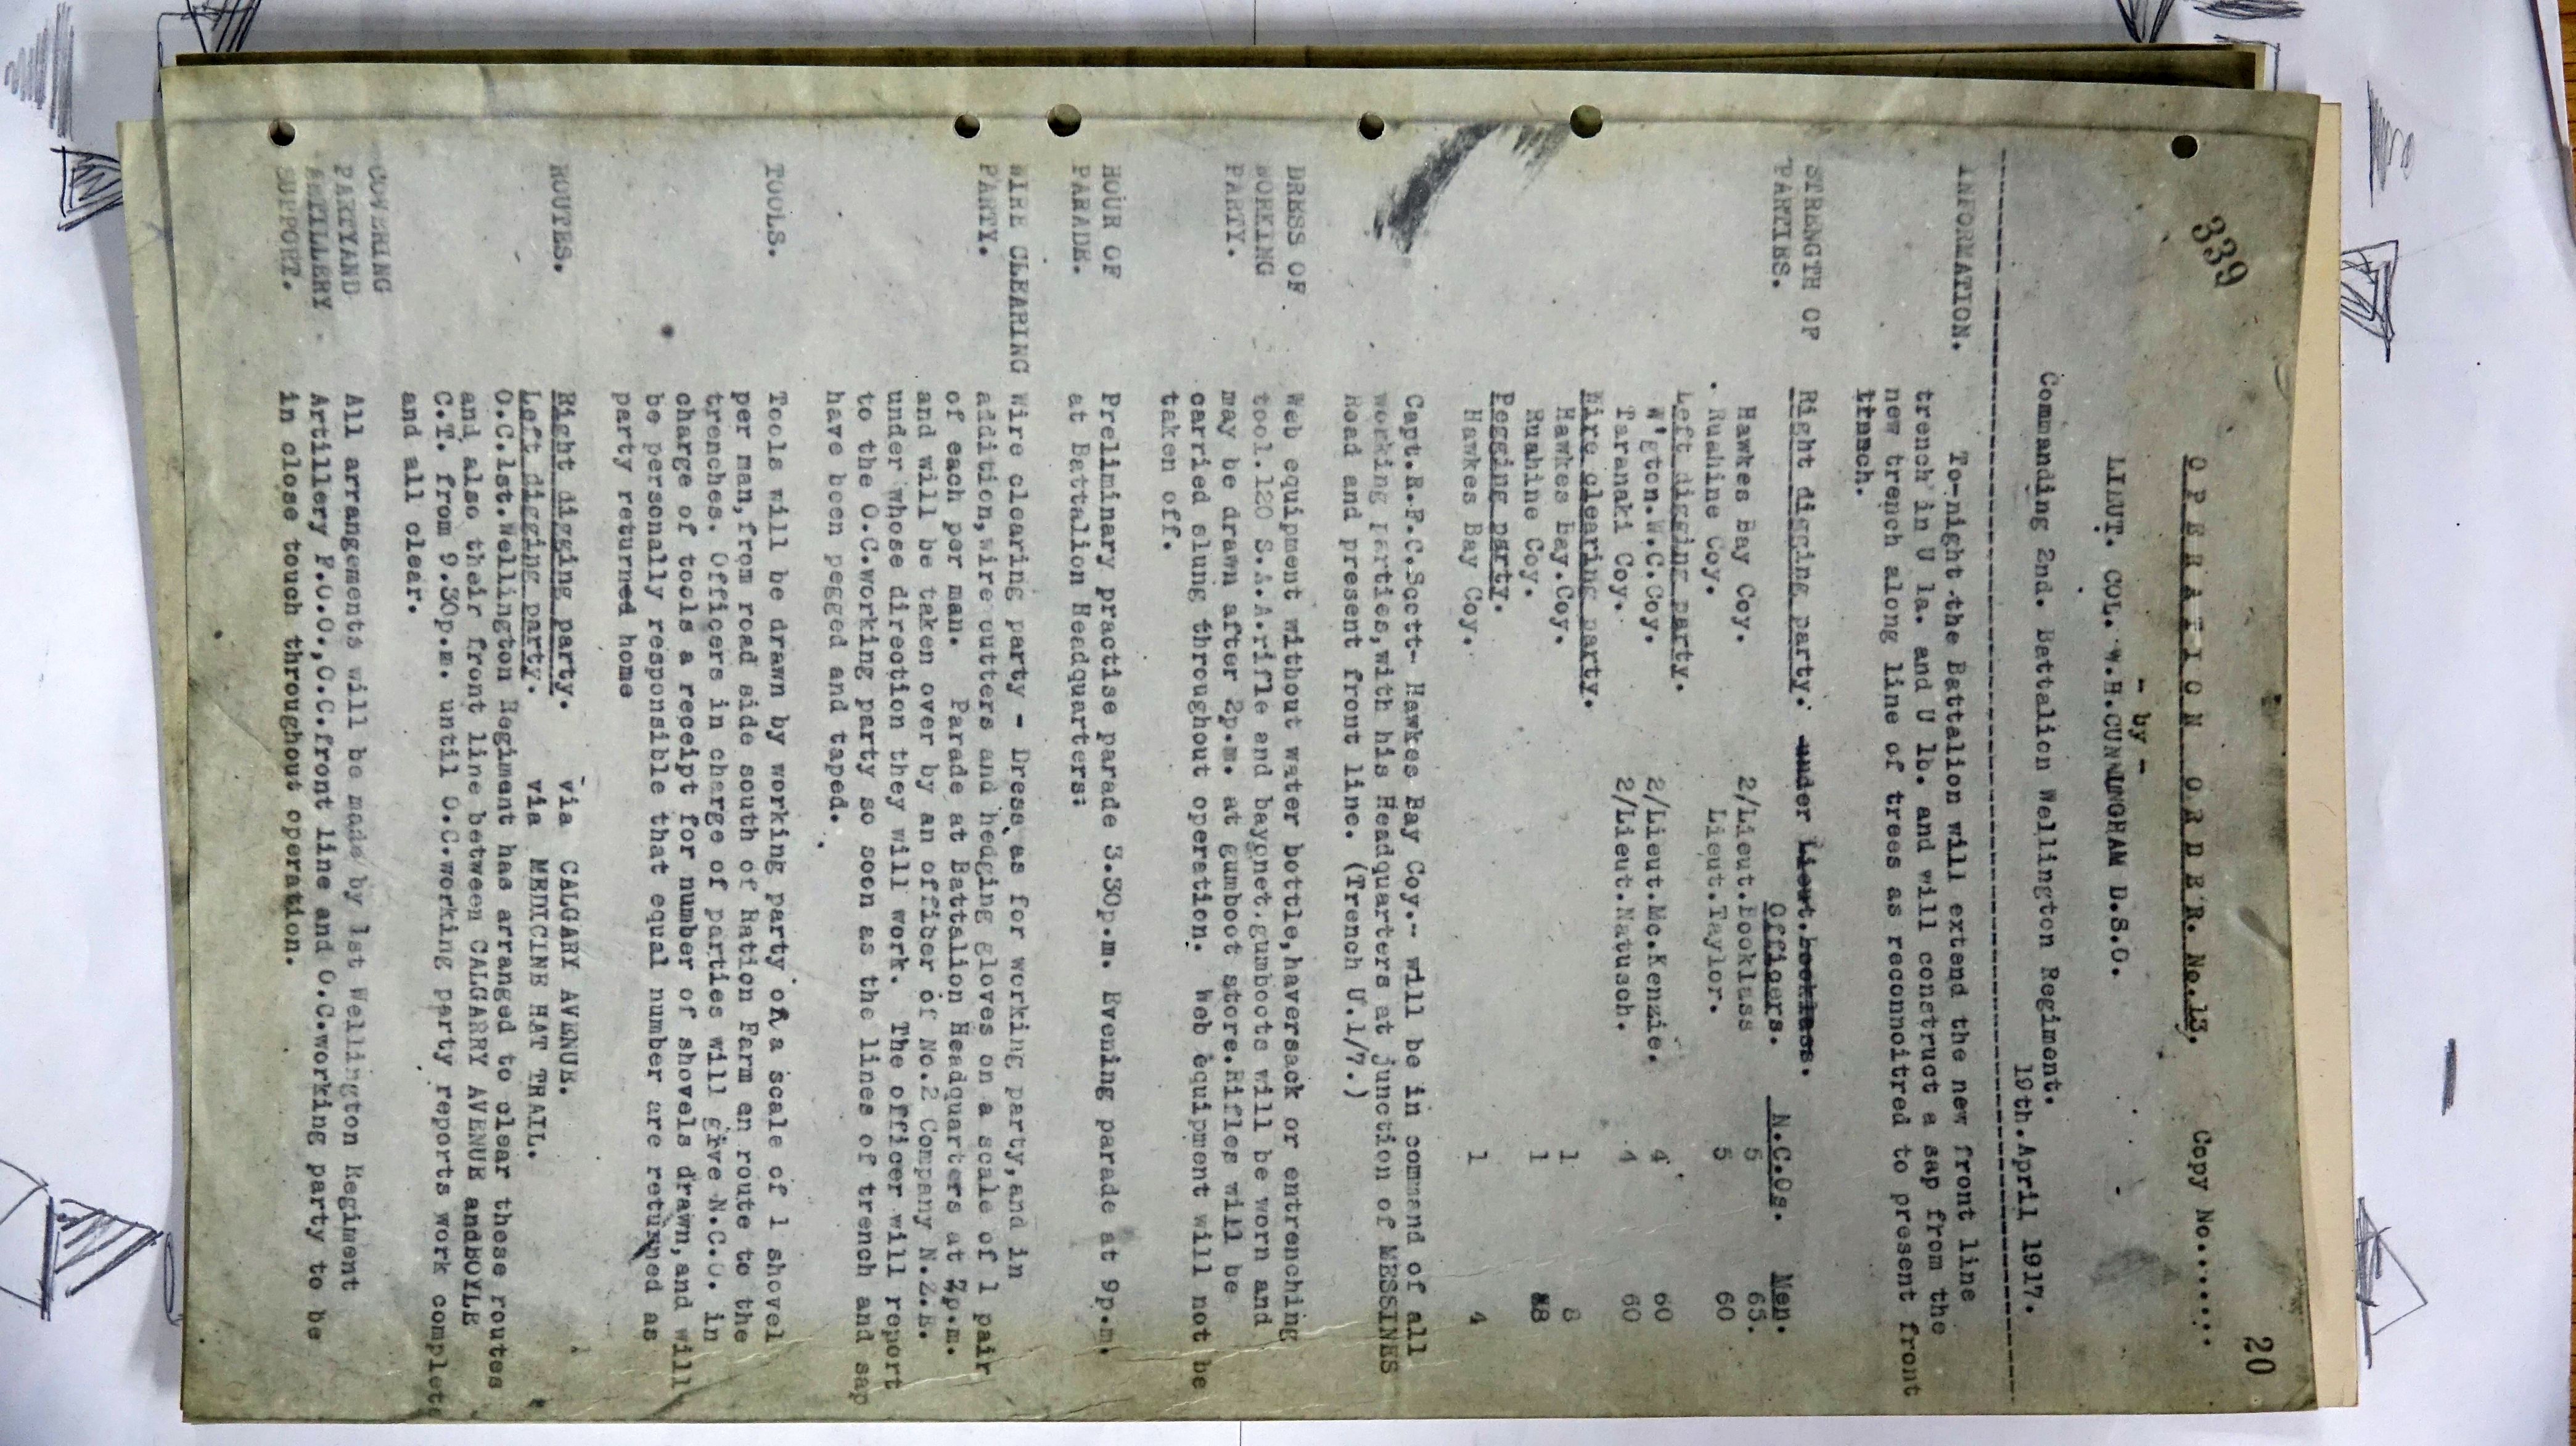 339
20
OPERATION ORDER. No.13. Copy No.......
- by -
LIEUT. COL. W.H.CUNNINGHAM D.S.O.
Commanding 2nd. Battalion Wellington Regiment.
19th.April 1917.
INFORMATION. To-night the Battalion will extend the new front line
trench in U 1a. and U 1b. and will construct a sap from the
new trench along line of trees as reconnoitred to present front
trench.
STRENGTH OF PARTIES. Right digging party. under Lieut.Booklass.
Officers. N.C.Os. Men.
Hawkes Bay Coy. 2/Lieut.Booklass 5 65.
Ruahine Coy. Lieut.Taylor. 5 60
Left digging party.
W'gton.W.C.Coy. 2/Lieut.Mc.Kenzie. 4 60
Taranaki Coy. 2/Lieut.Natusch. 4 60
Wire clearing party.
Hawkes Bay.Coy. 1 8
Ruahine Coy. 1 8
Pegging party.
Hawkes Bay Coy. 1 4
Capt.R.F.C.Scott- Hawkes Bay Coy.- will be in command of all
working parties,with his Headquarters at junction of MESSINES
Road and present front line. (Trench U.1/7.)
DRESS OF WORKING PARTY. Web equipment without water bottle,haversack or entrenching
tool.120 S.A.A.rifle and bayonet.gumboots will be worn and
may be drawn after 2p.m. at gumboot store.Rifles will be
carried slung throughout operation. Web equipment will not be
taken off.
HOUR OF PARADE. Preliminary practise parade 3.30p.m. Evening parade at 9p.m.
at Battalion Headquarters:
WIRE CLEARING PARTY. Wire clearing party - Dress as for working party,and in
addition,wire cutters and hedging gloves on a scale of 1 pair
of each per man. Parade at Battalion Headquarters at p.m.
and will be taken over by an officer of No.2 Company N.Z.E.
under whose direction they will work. The officer will report
to the O.C.working party so soon as the lines of trench and sap
have been pegged and taped.
TOOLS. Tools will be drawn by working party on a scale of 1 shovel
per man,from road side south of Ration Farm en route to the
trenches. Officers in charge of parties will give N.C.O. in
charge of tools a receipt for number of shovels drawn,and will
be personally responsible that equal number are returned as
party returned home
ROUTES. Right digging party. via CALGARY AVENUE.
Left digging party. via MEDICINE HAT TRAIL.
O.C.1st.Wellington Regiment has arranged to clear these routes
and also their front line between CALGARY AVENUE andBOYLE
C.T. from 9.30p.m. until O.C.working party reports work complete
and all clear.
COVERING PARTYAND ARTILLERY - SUPPORT. All arrangements will be made by 1st Wellington Regiment
Artillery F.O.O.,O.C.front line and O.C.working party to be
in close touch throughout operation.